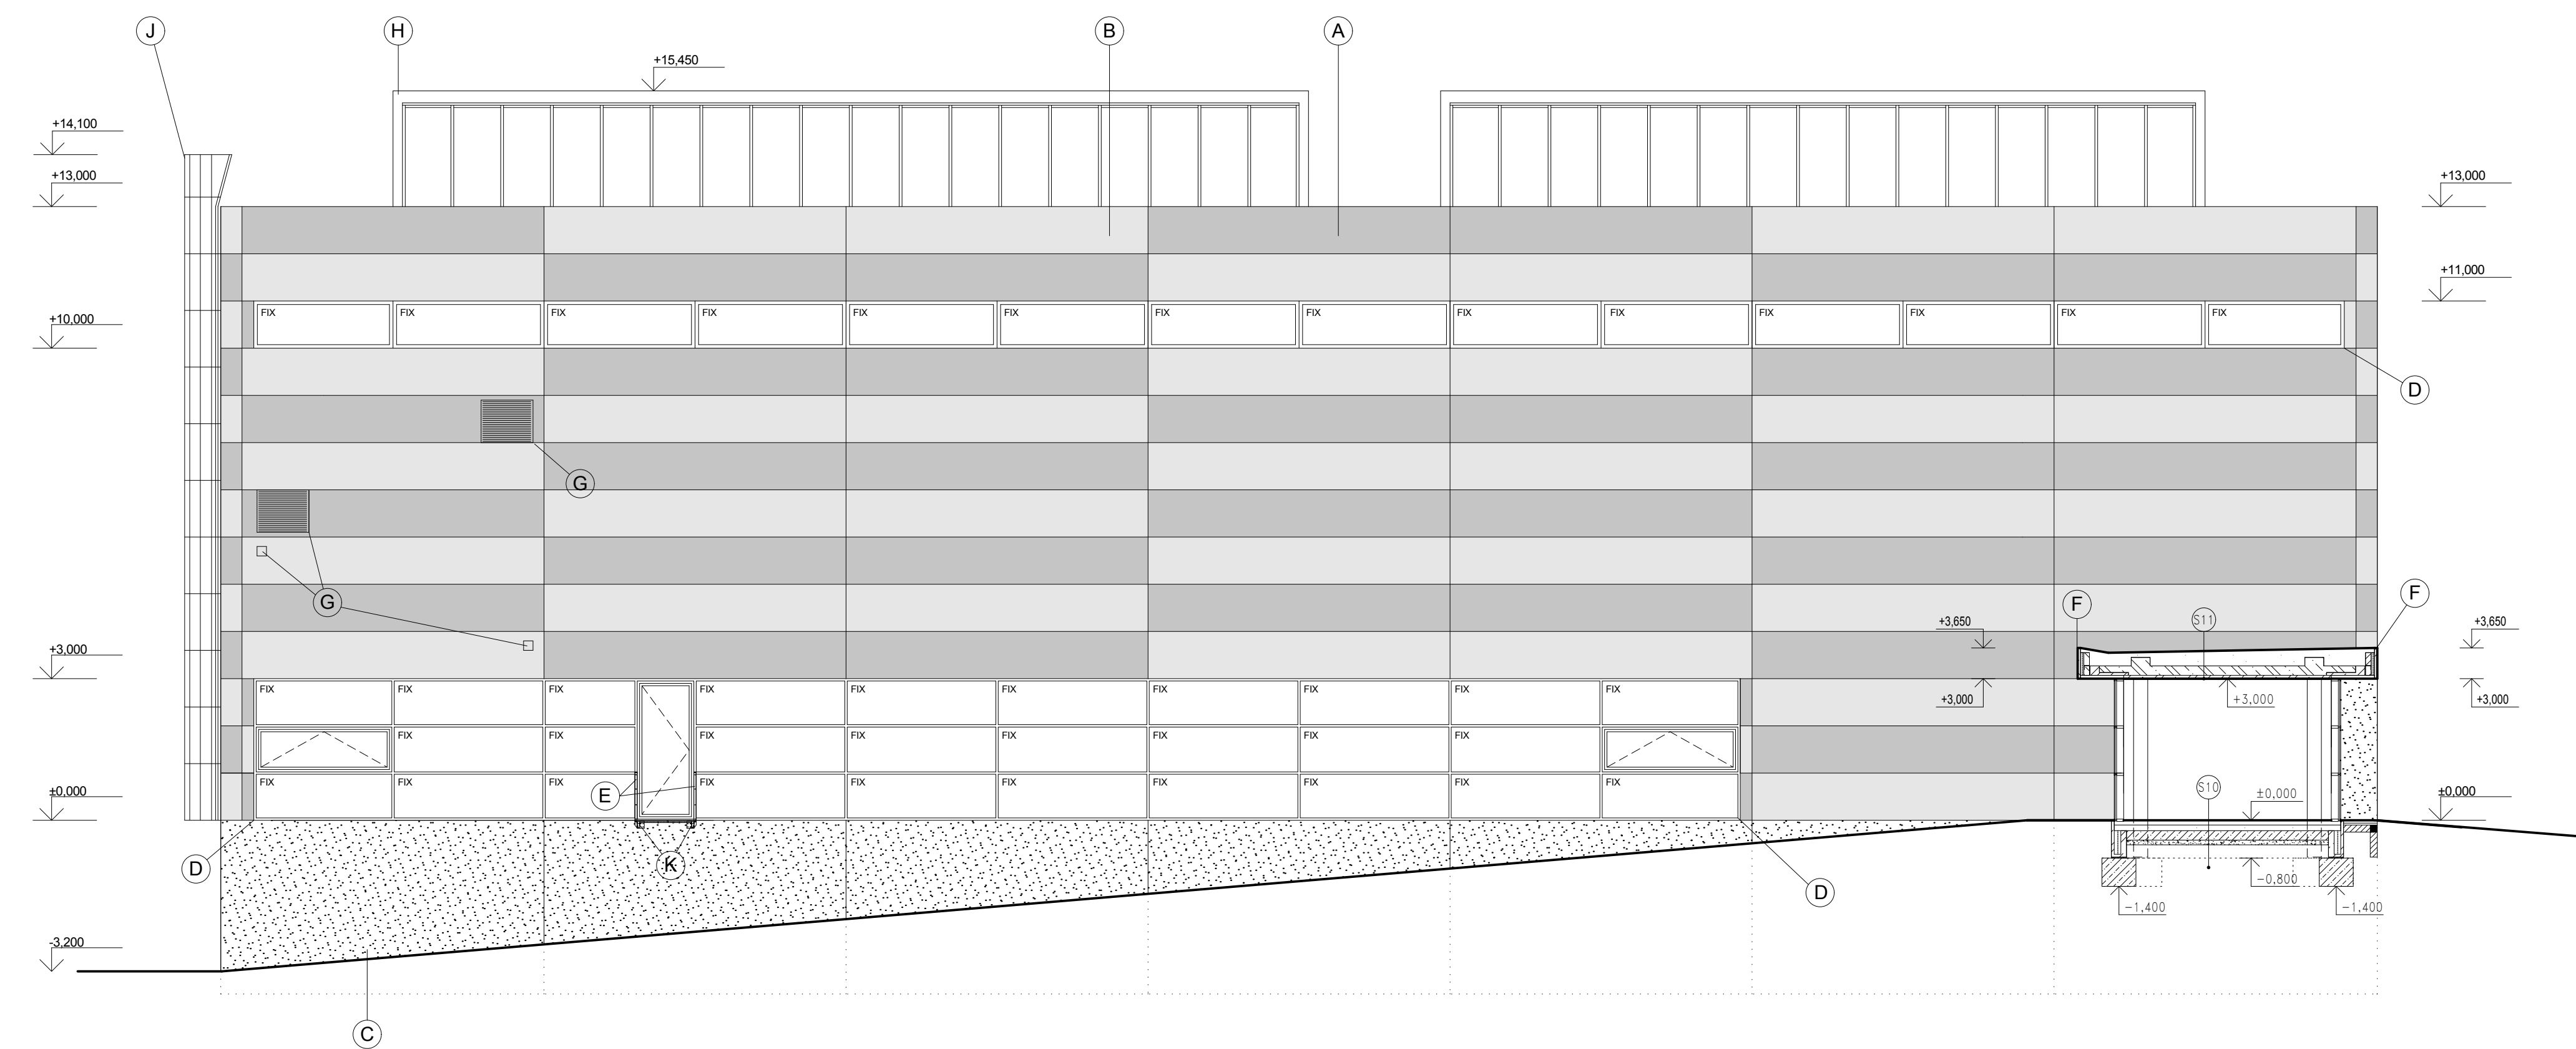 J H B A
+15,450
+14,100
+13,000 +13,000
+11,000
FIX FIX FIX FIX FIX FIX FIX FIX FIX FIX FIX FIX FIX FIX
+10,000
D
G
F
G F
S11
+3,650 +3,650
+3,000
FIX FIX FIX FIX FIX FIX FIX FIX FIX FIX
+3,000 +3,000 +3,000
FIX FIX FIX FIX FIX FIX FIX FIX
FIX FIX FIX FIX FIX FIX FIX FIX FIX FIX
E S10
±0,000 ±0,000 ±0,000
D K
-0,800
D
-1,400 -1,400
-3,200
C